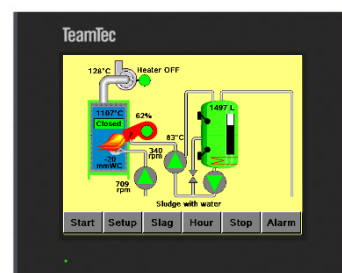 TeamTec
128°C Heater OFF
1107°C
Closed
62%
1497 L
83°C
340
rpm
-20
mmWC
709
rpm
Sludge with water
Start Setup Slag Hour Stop Alarm